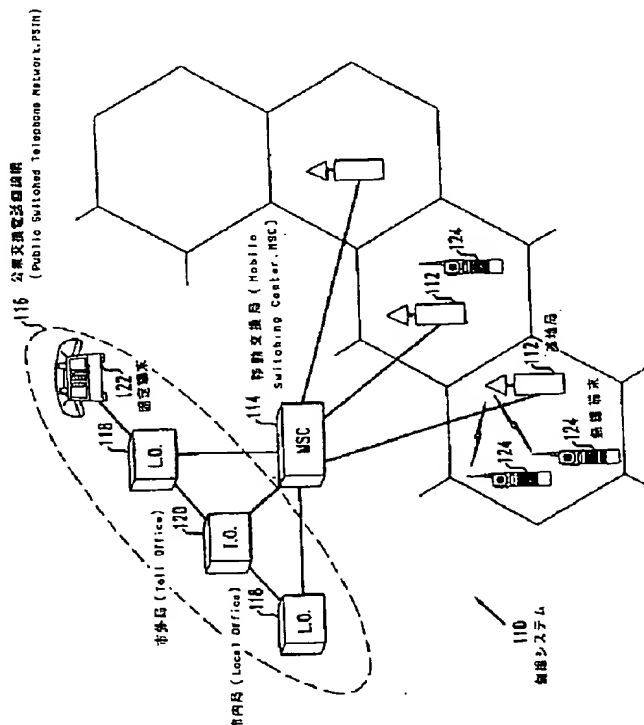 116
公衆交換電話回線網
(Public Switched Telephone Network.PSTN)
122
固定端末
118
L.O.
120
T.O.
市外局 (Toll Office)
118
L.O.
市内局 (Local Office)
114
MSC
移動交換局 (Mobile
Switching Center.MSC)
112
124
112
基地局
124
124
無線端末
110
無線システム